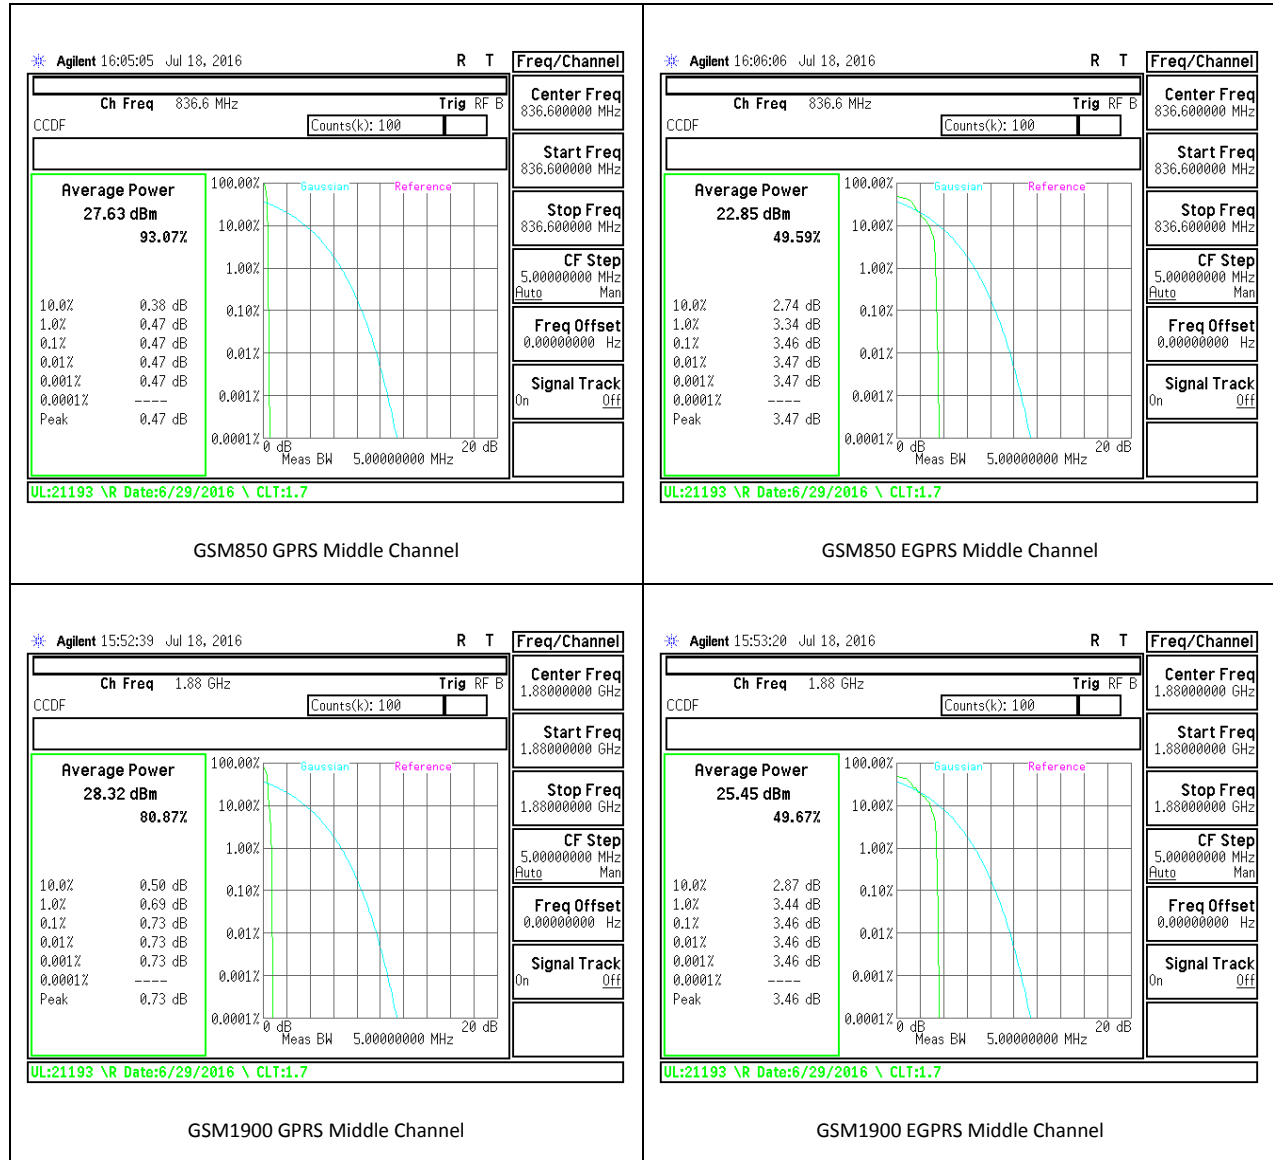 Agilent 16:05:05 Jul 18, 2016 R T
Freq/Channel
Ch Freq 836.6 MHz Trig RF B
CCDF Counts(k): 100
Average Power
27.63 dBm
93.07%
10.0% 0.38 dB
1.0% 0.47 dB
0.1% 0.47 dB
0.01% 0.47 dB
0.001% 0.47 dB
0.0001% ----
Peak 0.47 dB
Gaussian Reference
100.00%
10.00%
1.00%
0.10%
0.01%
0.001%
0.0001%
0 dB 20 dB
Meas BW 5.00000000 MHz
Center Freq
836.600000 MHz
Start Freq
836.600000 MHz
Stop Freq
836.600000 MHz
CF Step
5.00000000 MHz
Auto Man
Freq Offset
0.00000000 Hz
Signal Track
On Off
UL:21193 \R Date:6/29/2016 \ CLT:1.7
GSM850 GPRS Middle Channel
Agilent 16:06:06 Jul 18, 2016 R T
Freq/Channel
Ch Freq 836.6 MHz Trig RF B
CCDF Counts(k): 100
Average Power
22.85 dBm
49.59%
10.0% 2.74 dB
1.0% 3.34 dB
0.1% 3.46 dB
0.01% 3.47 dB
0.001% 3.47 dB
0.0001% ----
Peak 3.47 dB
Gaussian Reference
100.00%
10.00%
1.00%
0.10%
0.01%
0.001%
0.0001%
0 dB 20 dB
Meas BW 5.00000000 MHz
Center Freq
836.600000 MHz
Start Freq
836.600000 MHz
Stop Freq
836.600000 MHz
CF Step
5.00000000 MHz
Auto Man
Freq Offset
0.00000000 Hz
Signal Track
On Off
UL:21193 \R Date:6/29/2016 \ CLT:1.7
GSM850 EGPRS Middle Channel
Agilent 15:52:39 Jul 18, 2016 R T
Freq/Channel
Ch Freq 1.88 GHz Trig RF B
CCDF Counts(k): 100
Average Power
28.32 dBm
80.87%
10.0% 0.50 dB
1.0% 0.69 dB
0.1% 0.73 dB
0.01% 0.73 dB
0.001% 0.73 dB
0.0001% ----
Peak 0.73 dB
Gaussian Reference
100.00%
10.00%
1.00%
0.10%
0.01%
0.001%
0.0001%
0 dB 20 dB
Meas BW 5.00000000 MHz
Center Freq
1.88000000 GHz
Start Freq
1.88000000 GHz
Stop Freq
1.88000000 GHz
CF Step
5.00000000 MHz
Auto Man
Freq Offset
0.00000000 Hz
Signal Track
On Off
UL:21193 \R Date:6/29/2016 \ CLT:1.7
GSM1900 GPRS Middle Channel
Agilent 15:53:20 Jul 18, 2016 R T
Freq/Channel
Ch Freq 1.88 GHz Trig RF B
CCDF Counts(k): 100
Average Power
25.45 dBm
49.67%
10.0% 2.87 dB
1.0% 3.44 dB
0.1% 3.46 dB
0.01% 3.46 dB
0.001% 3.46 dB
0.0001% ----
Peak 3.46 dB
Gaussian Reference
100.00%
10.00%
1.00%
0.10%
0.01%
0.001%
0.0001%
0 dB 20 dB
Meas BW 5.00000000 MHz
Center Freq
1.88000000 GHz
Start Freq
1.88000000 GHz
Stop Freq
1.88000000 GHz
CF Step
5.00000000 MHz
Auto Man
Freq Offset
0.00000000 Hz
Signal Track
On Off
UL:21193 \R Date:6/29/2016 \ CLT:1.7
GSM1900 EGPRS Middle Channel